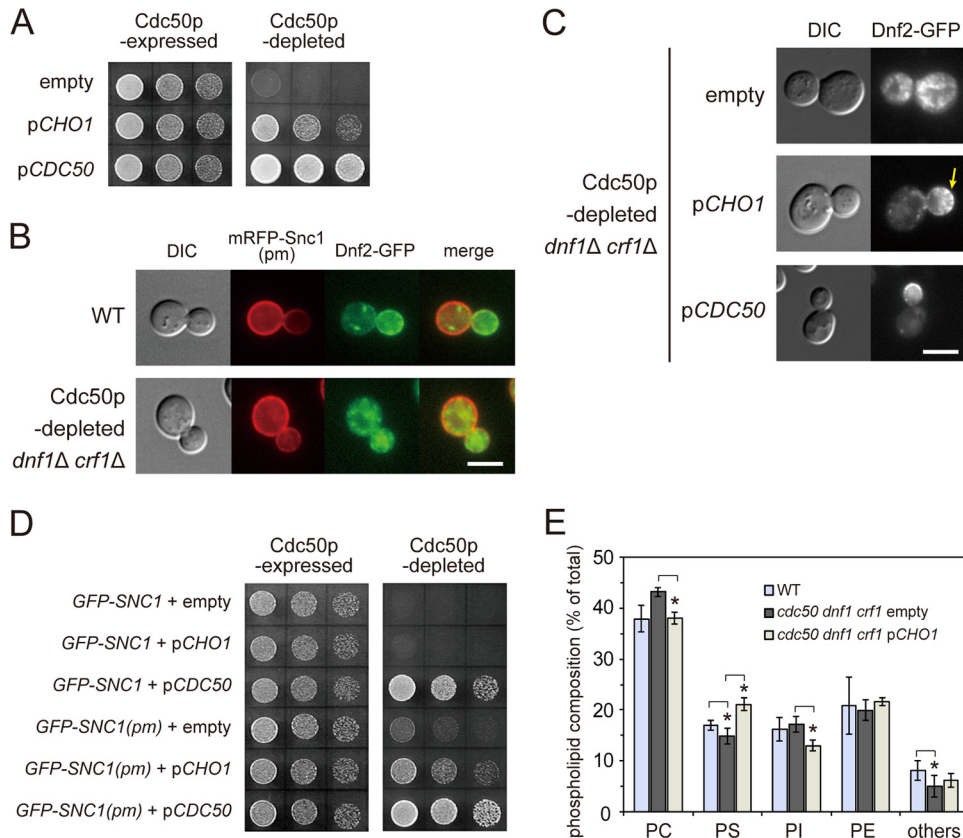 A
Cdc50p
-expressed
Cdc50p
-depleted
empty
pCHO1
pCDC50
B
DIC
mRFP-Snc1
(pm)
Dnf2-GFP
merge
WT
Cdc50p
-depleted
dnf1Δ crf1Δ
C
DIC
Dnf2-GFP
empty
pCHO1
pCDC50
Cdc50p
-depleted
dnf1Δ crf1Δ
D
Cdc50p
-expressed
Cdc50p
-depleted
GFP-SNC1 + empty
GFP-SNC1 + pCHO1
GFP-SNC1 + pCDC50
GFP-SNC1(pm) + empty
GFP-SNC1(pm) + pCHO1
GFP-SNC1(pm) + pCDC50
E
phospholipid composition (% of total)
50
40
30
20
10
0
WT
cdc50 dnf1 crf1 empty
cdc50 dnf1 crf1 pCHO1
*
*
*
*
*
PC PS PI PE others